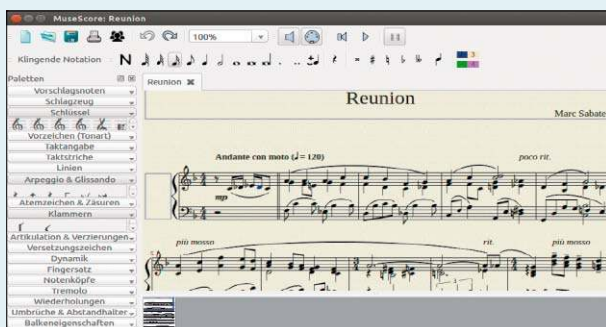 MuseScore: Reunion
100%
Klingende Notation N
Paletten
Vorschlagsnoten
Schlagzeug
Schlüssel
Vorzeichen (Tonart)
Taktangabe
Taktstriche
Linien
Arpeggio & Glissando
Atemzeichen & Zäsuren
Klammern
Artikulation & Verzierungen
Versetzungszeichen
Dynamik
Fingersatz
Notenköpfe
Tremolo
Wiederholungen
Umbrüche & Abstandhalter
Balkeneigenschaften
Reunion
Reunion
Marc Sabate
Andante con moto (♩ = 120)
poco rit.
mp
più mosso
rit.
più mosso